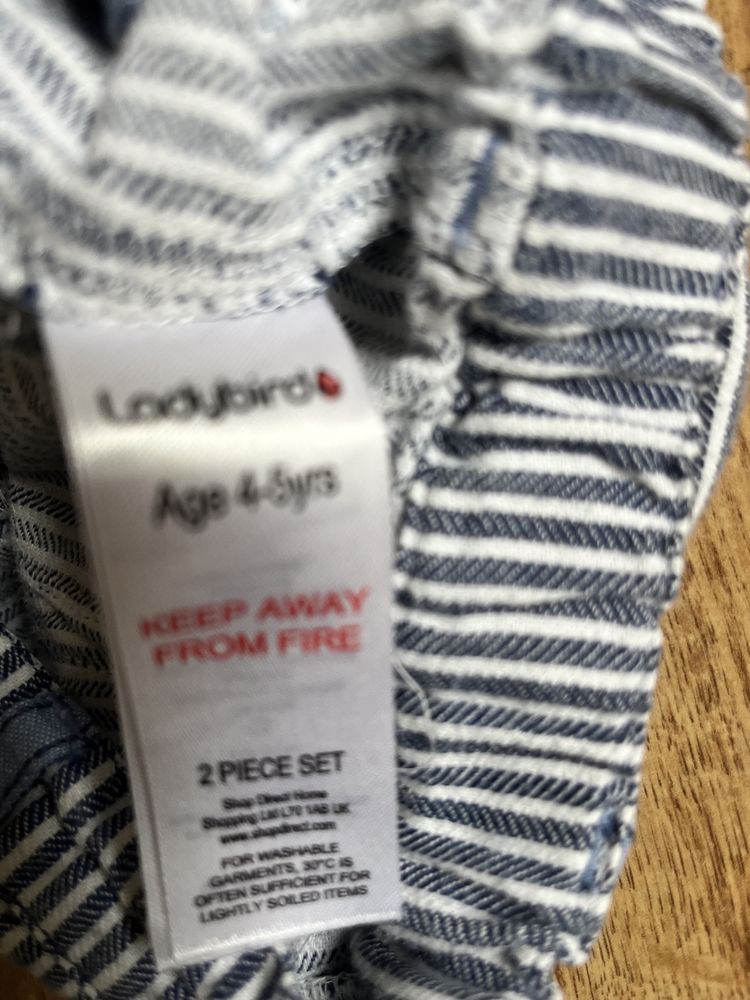 Ladybird
Age 4-5yrs
KEEP AWAY
FROM FIRE
2 PIECE SET
Shop Direct Home
Shopping Ltd L70 1AB UK
www.shopdirect.com
FOR WASHABLE
GARMENTS, 30°C IS
OFTEN SUFFICIENT FOR
LIGHTLY SOILED ITEMS